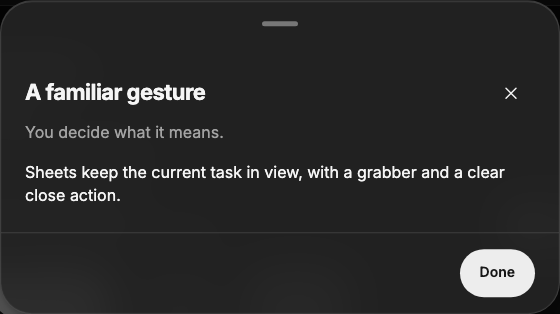 A familiar gesture
You decide what it means.
Sheets keep the current task in view, with a grabber and a clear
close action.
Done